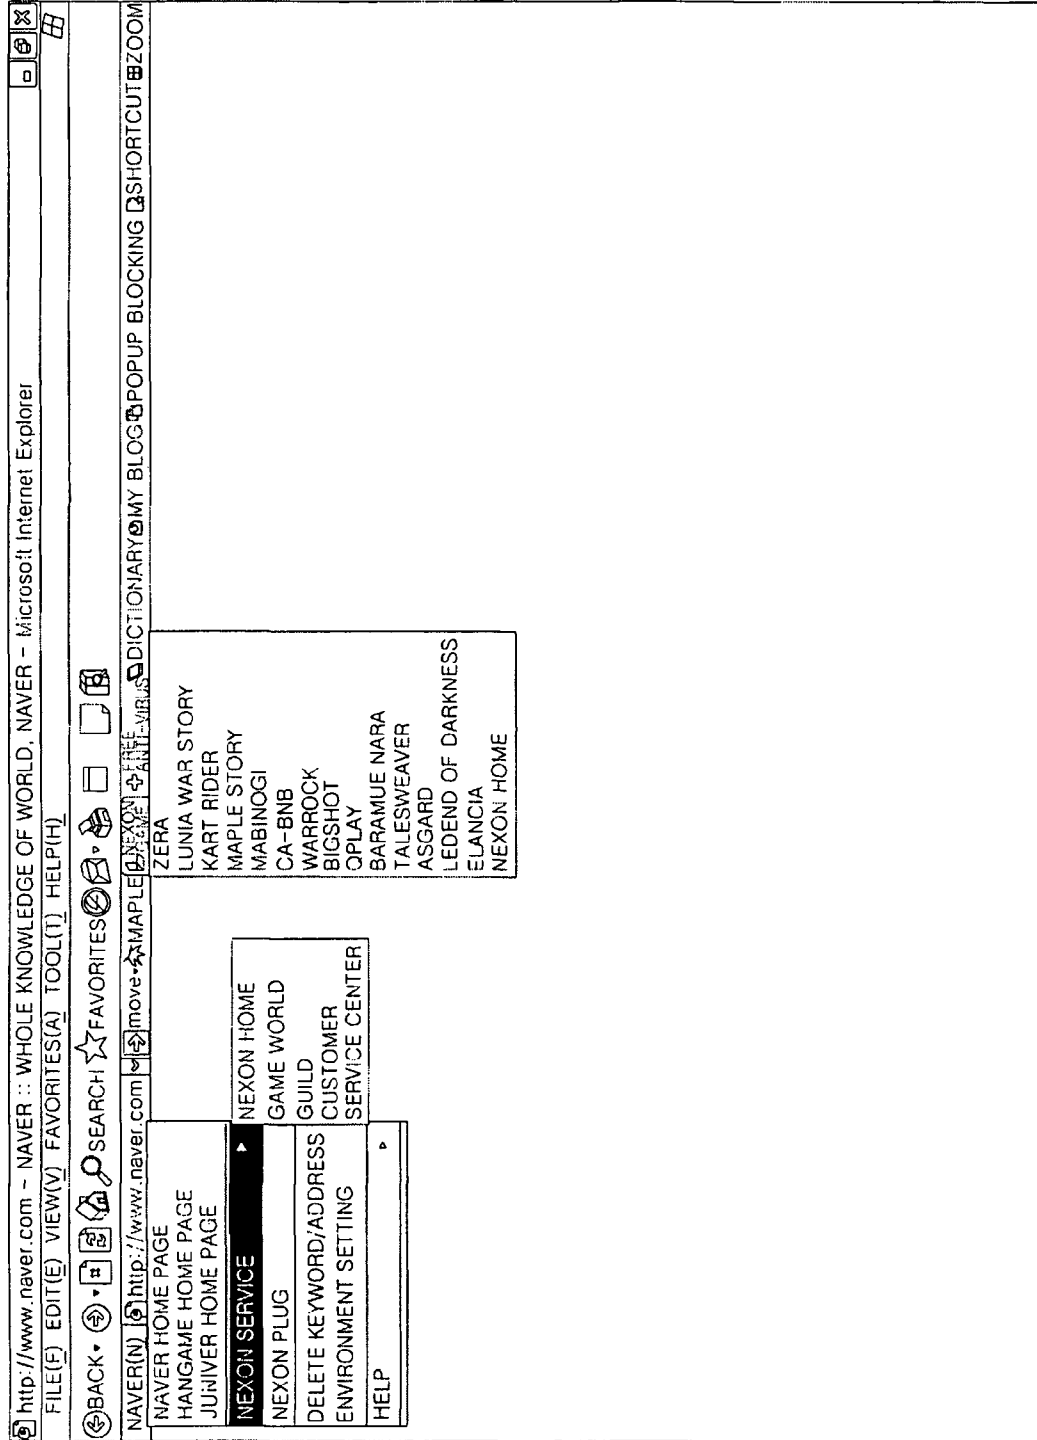 http://www.naver.com - NAVER :: WHOLE KNOWLEDGE OF WORLD, NAVER - Microsoft Internet Explorer
FILE(F) EDIT(E) VIEW(V) FAVORITES(A) TOOL(T) HELP(H)
BACK SEARCH FAVORITES
NAVER(N) http://www.naver.com move MAPLE NEXON GAME FREE ANTI-VIRUS DICTIONARY MY BLOG POPUP BLOCKING SHORTCUT ZOOM
NAVER HOME PAGE
HANGAME HOME PAGE
JUNIVER HOME PAGE
NEXON SERVICE
NEXON PLUG
DELETE KEYWORD/ADDRESS
ENVIRONMENT SETTING
HELP
NEXON HOME
GAME WORLD
GUILD
CUSTOMER
SERVICE CENTER
ZERA
LUNIA WAR STORY
KART RIDER
MAPLE STORY
MABINOGI
CA-BNB
WARROCK
BIGSHOT
QPLAY
BARAMUE NARA
TALESWEAVER
ASGARD
LEDEND OF DARKNESS
ELANCIA
NEXON HOME